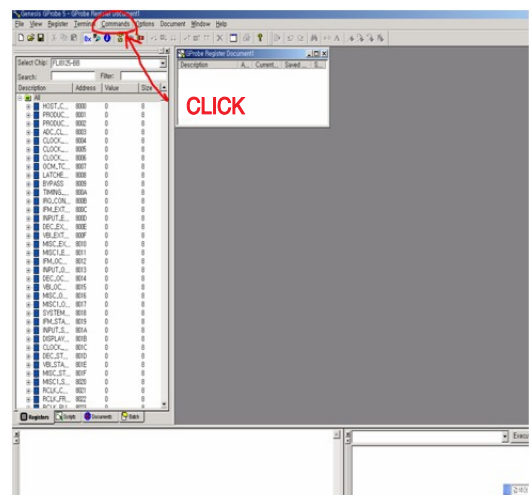 Genesis GProbe 5 - GProbe Register Document1
File View Register Terminal Commands Options Document Window Help
Select Chip: FLI8125-BB
Search: Filter:
Description Address Value Size
All
HOST_C... 8000 0 8
PRODUC... 8001 0 8
PRODUC... 8002 0 8
ADC_CL... 8003 0 8
CLOCK_... 8004 0 8
CLOCK_... 8005 0 8
CLOCK_... 8006 0 8
OCM_TC... 8007 0 8
LATCHE... 8008 0 8
BYPASS 8009 0 8
TIMING_... 800A 0 8
IRQ_CON... 800B 0 8
IFM_EXT... 800C 0 8
INPUT_E... 800D 0 8
DEC_EX... 800E 0 8
VBI_EXT... 800F 0 8
MISC_EX... 8010 0 8
MISC1_E... 8011 0 8
IFM_OC... 8012 0 8
INPUT_O... 8013 0 8
DEC_OC... 8014 0 8
VBI_OC... 8015 0 8
MISC_O... 8016 0 8
MISC1_O... 8017 0 8
SYSTEM... 8018 0 8
IFM_STA... 8019 0 8
INPUT_S... 801A 0 8
DISPLAY... 801B 0 8
CLOCK_... 801C 0 8
DEC_ST... 801D 0 8
VBI_STA... 801E 0 8
MISC_ST... 801F 0 8
MISC1_S... 8020 0 8
RCLK_C... 8021 0 8
RCLK_FR... 8022 0 8
Registers Scripts Documents Batch
GProbe Register Document1
Description A... Current... Saved ... S...
CLICK
Execu